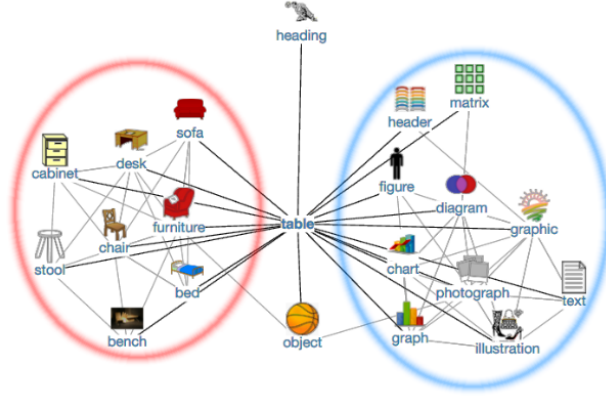 heading
sofa
cabinet
desk
chair
furniture
stool
bed
bench
table
object
header
matrix
figure
diagram
graphic
chart
photograph
text
graph
illustration